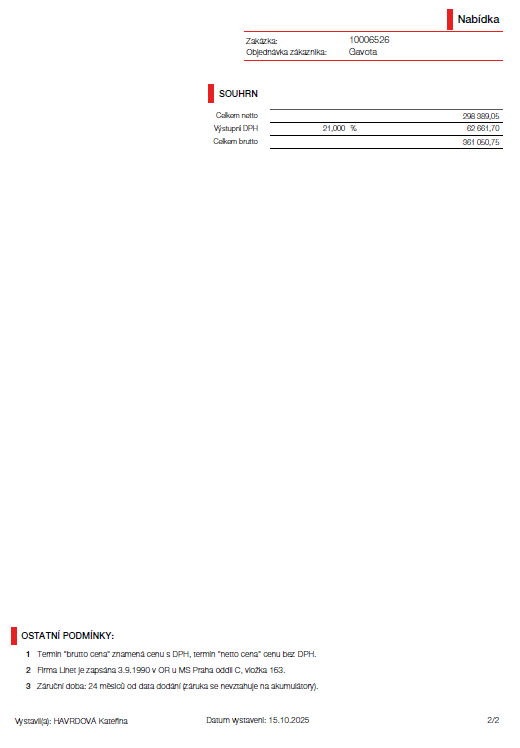 Nabídka
Zakázka: 10006526
Objednávka zákazníka: Gavota
SOUHRN
Celkem netto 298 389,05
Výstupní DPH 21,000 % 62 661,70
Celkem brutto 361 050,75
OSTATNÍ PODMÍNKY:
1 Termín "brutto cena" znamená cenu s DPH, termín "netto cena" cenu bez DPH.
2 Firma Linet je zapsána 3.9.1990 v OR u MS Praha oddíl C, vložka 163.
3 Záruční doba: 24 měsíců od data dodání (záruka se nevztahuje na akumulátory).
Vystavil(a): HAVRDOVÁ Kateřina Datum vystavení: 15.10.2025 2/2